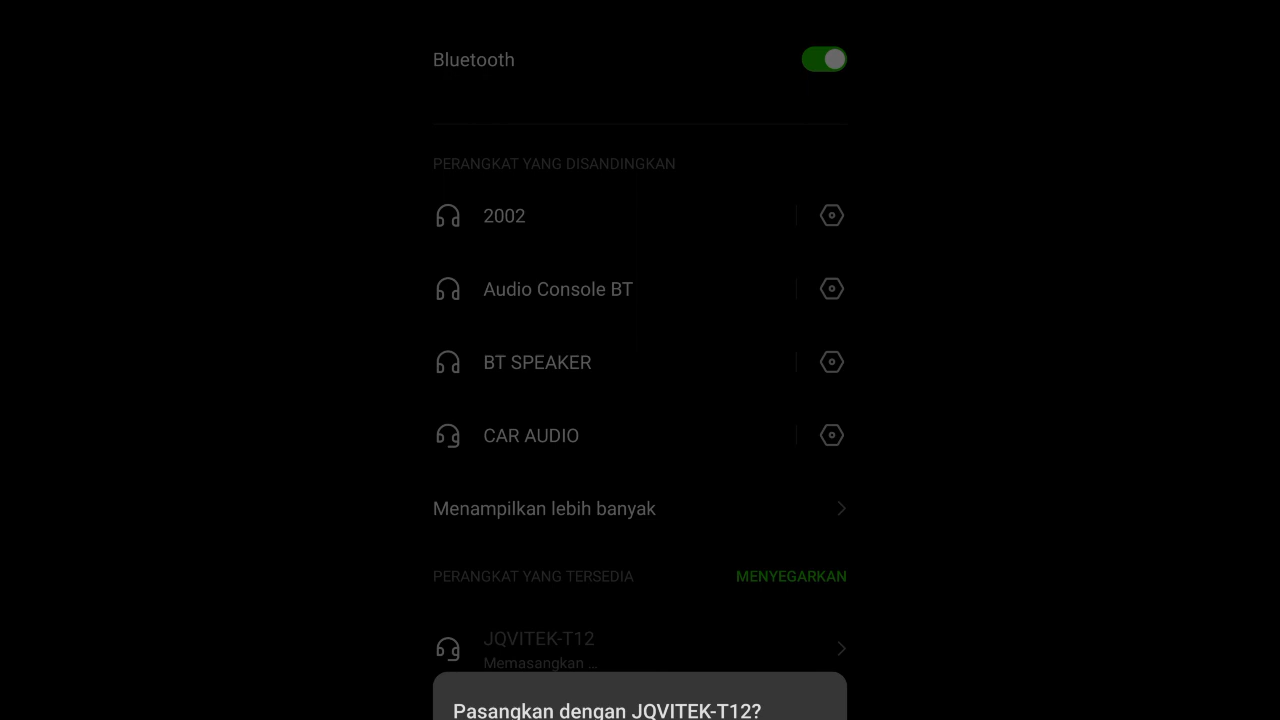 Bluetooth
PERANGKAT YANG DISANDINGKAN
2002
Audio Console BT
BT SPEAKER
CAR AUDIO
Menampilkan lebih banyak
PERANGKAT YANG TERSEDIA MENYEGARKAN
JQVITEK-T12
Memasangkan ...
Pasangkan dengan JQVITEK-T12?